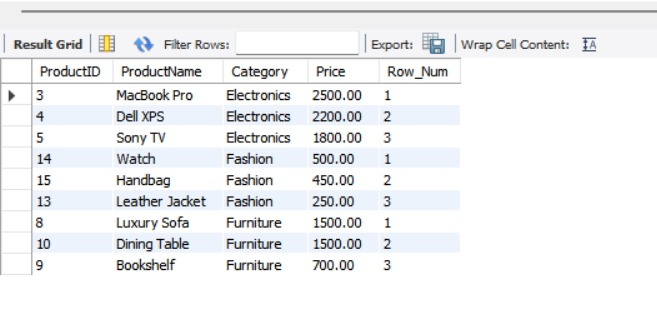 Result Grid Filter Rows: Export: Wrap Cell Content: IA
ProductID ProductName Category Price Row_Num
3 MacBook Pro Electronics 2500.00 1
4 Dell XPS Electronics 2200.00 2
5 Sony TV Electronics 1800.00 3
14 Watch Fashion 500.00 1
15 Handbag Fashion 450.00 2
13 Leather Jacket Fashion 250.00 3
8 Luxury Sofa Furniture 1500.00 1
10 Dining Table Furniture 1500.00 2
9 Bookshelf Furniture 700.00 3